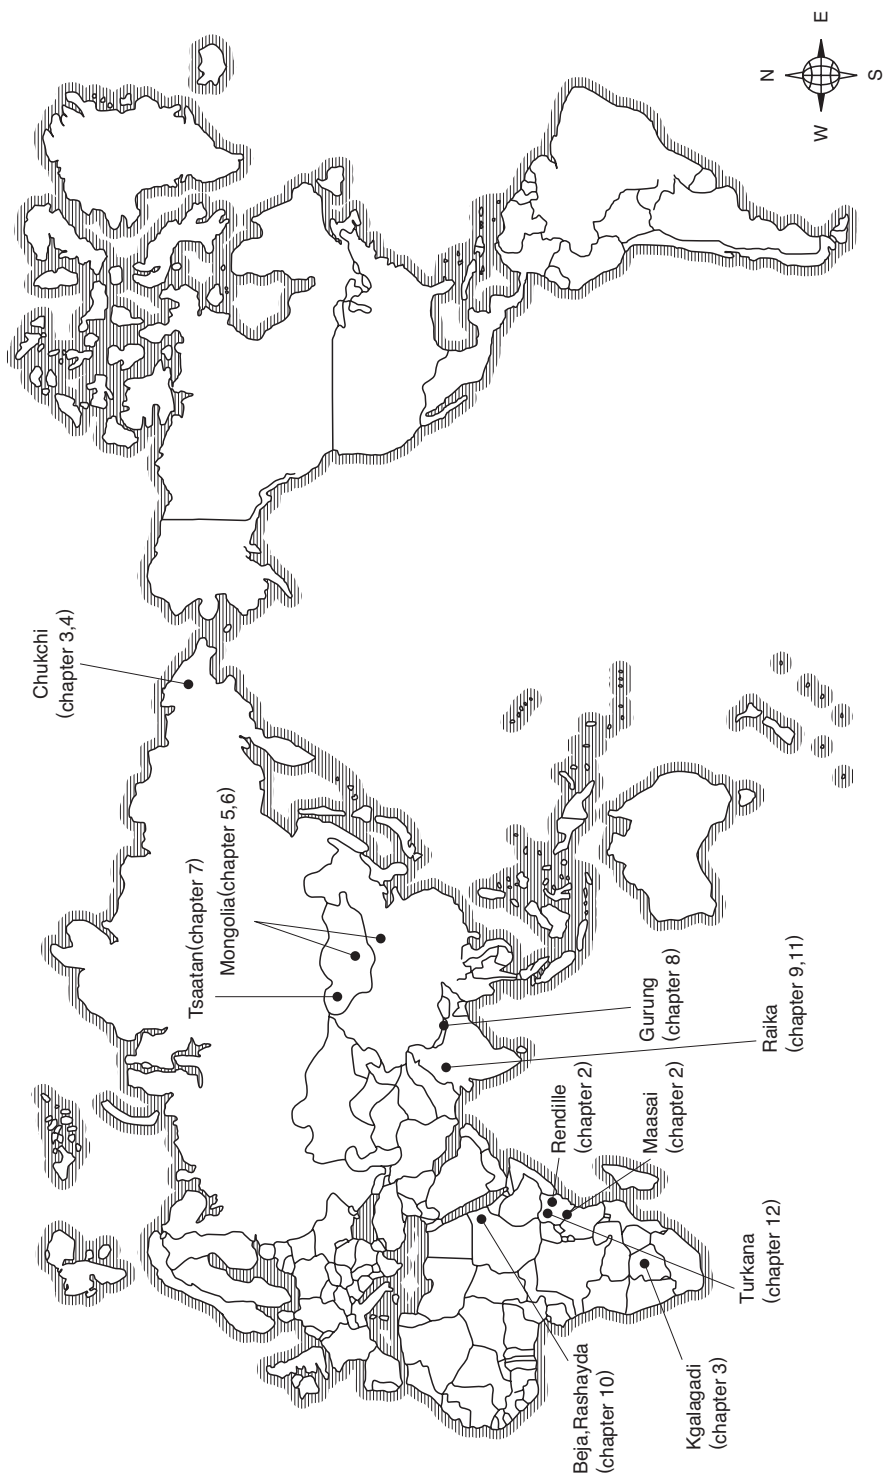 N
E
S
W
Chukchi
(chapter 3,4)
Tsaatan(chapter 7)
Mongolia(chapter 5,6)
Gurung
(chapter 8)
Raika
(chapter 9,11)
Rendille
(chapter 2)
Maasai
(chapter 2)
Turkana
(chapter 12)
Beja,Rashayda
(chapter 10)
Kgalagadi
(chapter 3)